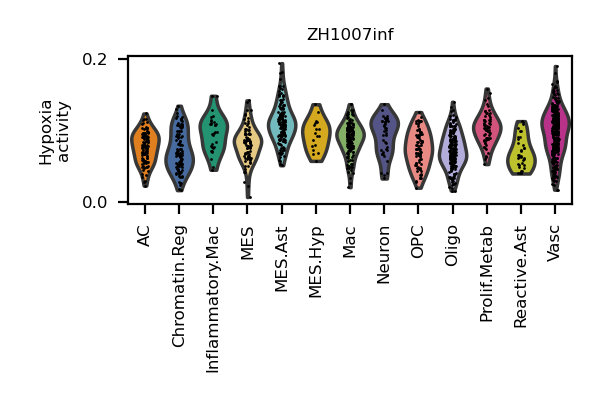 ZH1007inf
Hypoxia
activity
0.2
0.0
AC
Chromatin.Reg
Inflammatory.Mac
MES
MES.Ast
MES.Hyp
Mac
Neuron
OPC
Oligo
Prolif.Metab
Reactive.Ast
Vasc